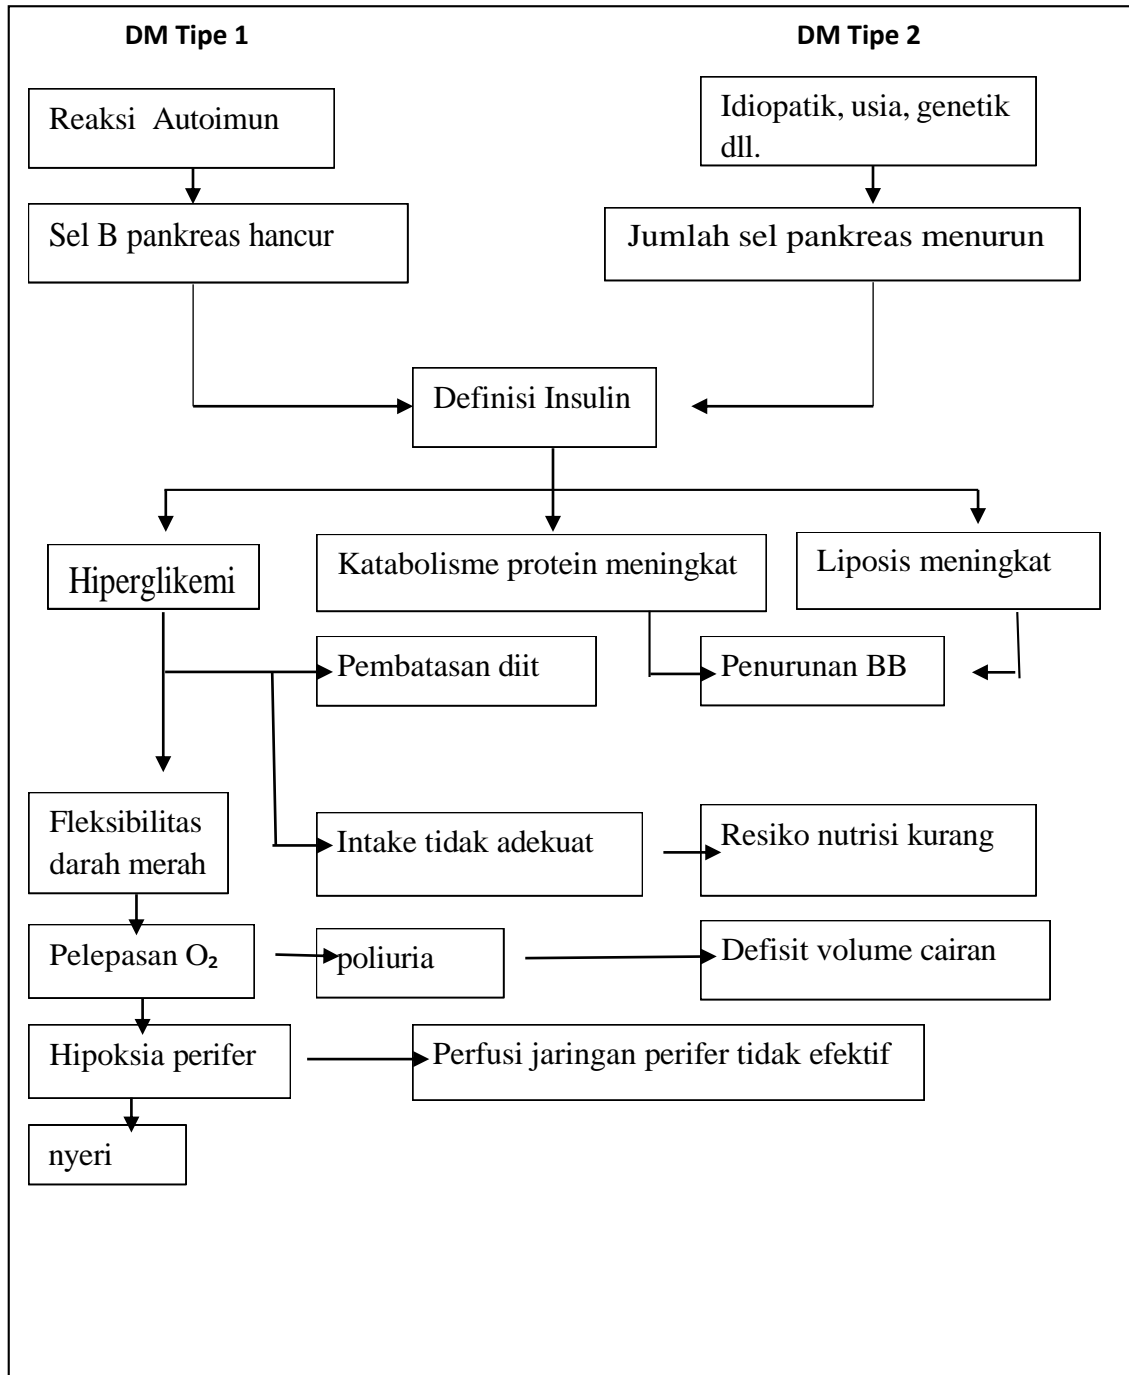 DM Tipe 1
DM Tipe 2
Reaksi Autoimun
Idiopatik, usia, genetik
dll.
Sel B pankreas hancur
Jumlah sel pankreas menurun
Definisi Insulin
Hiperglikemi
Katabolisme protein meningkat
Liposis meningkat
Pembatasan diit
Penurunan BB
Fleksibilitas
darah merah
Intake tidak adekuat
Resiko nutrisi kurang
Pelepasan O₂
poliuria
Defisit volume cairan
Hipoksia perifer
Perfusi jaringan perifer tidak efektif
nyeri